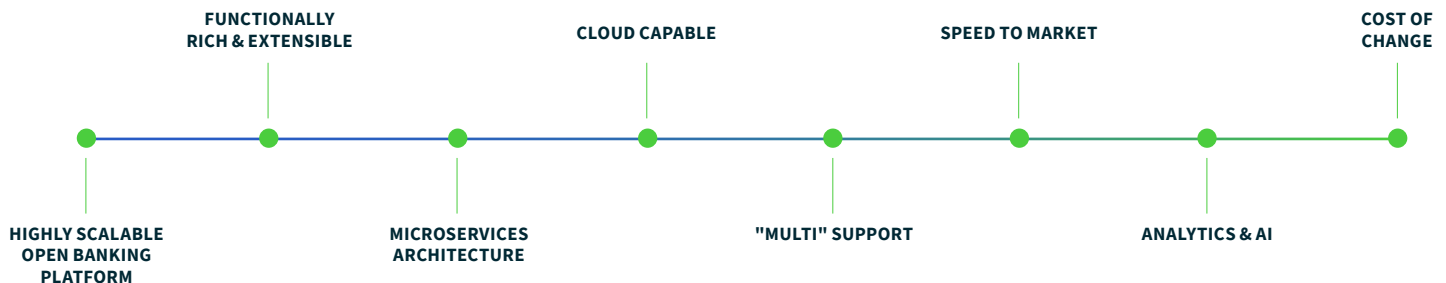 FUNCTIONALLY
RICH & EXTENSIBLE
CLOUD CAPABLE
SPEED TO MARKET
COST OF
CHANGE
HIGHLY SCALABLE
OPEN BANKING
PLATFORM
MICROSERVICES
ARCHITECTURE
"MULTI" SUPPORT
ANALYTICS & AI